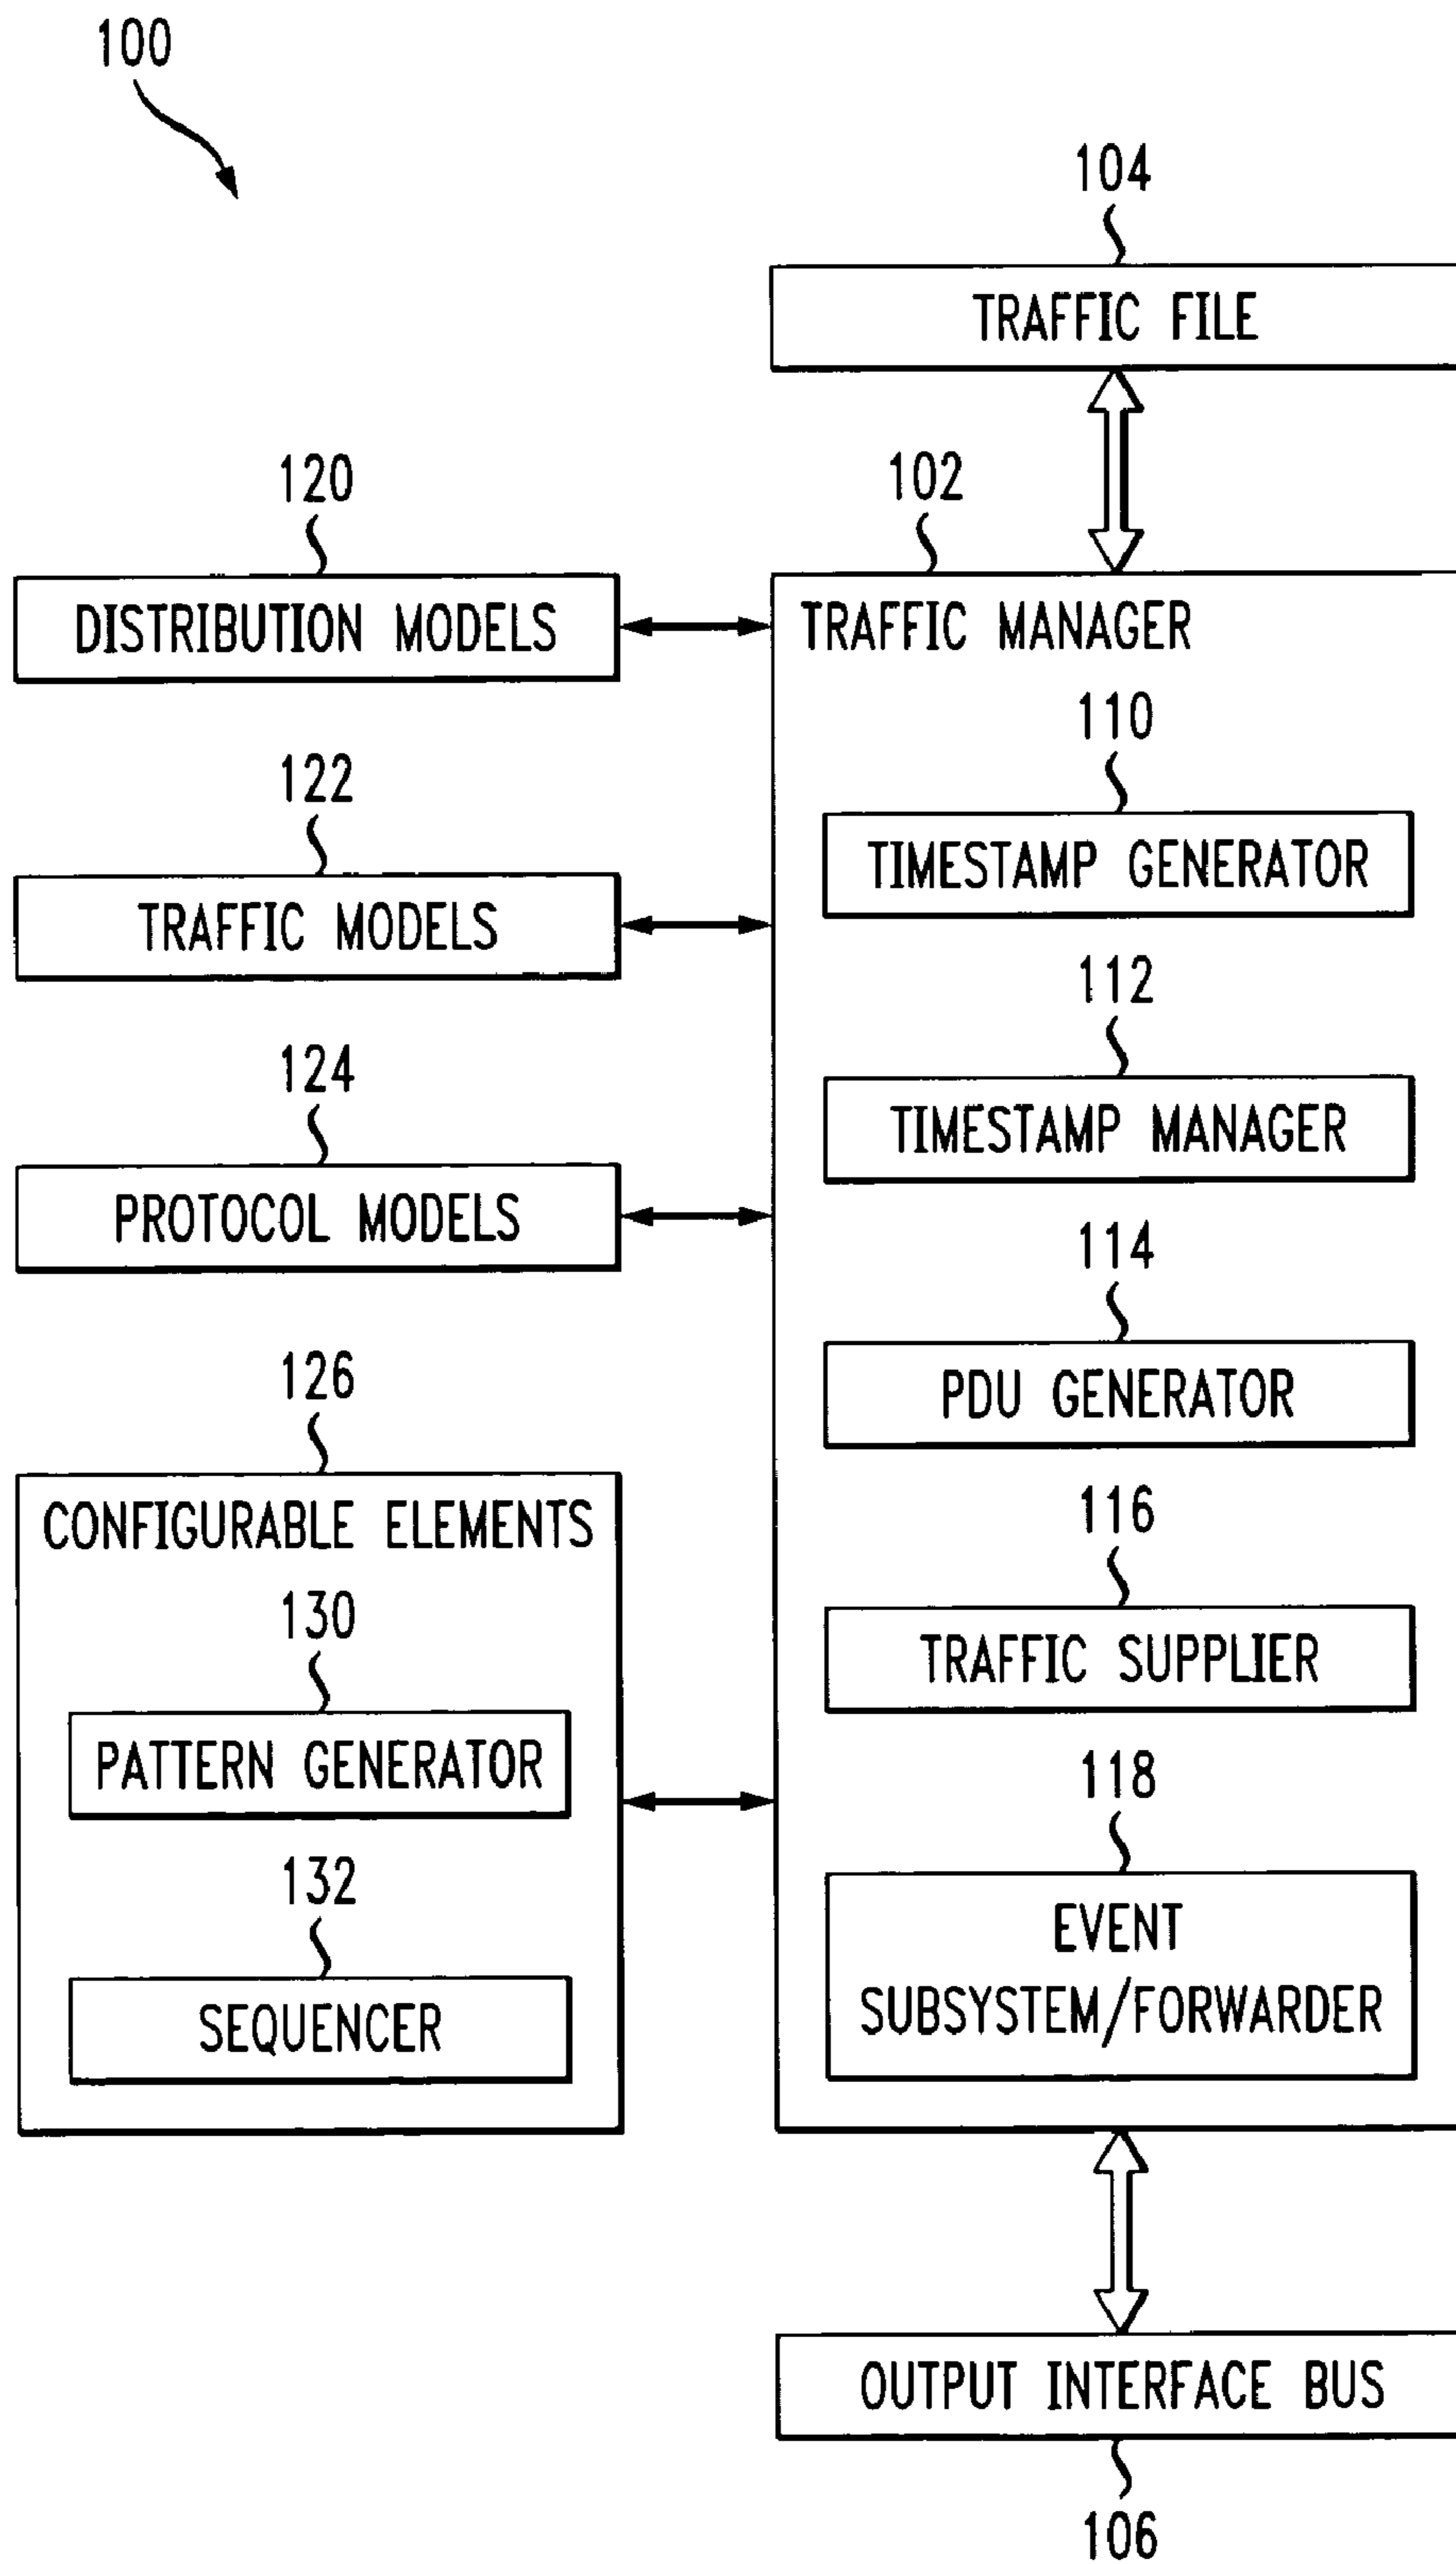 100
104
TRAFFIC FILE
120
102
DISTRIBUTION MODELS
TRAFFIC MANAGER
110
122
TIMESTAMP GENERATOR
TRAFFIC MODELS
112
124
TIMESTAMP MANAGER
PROTOCOL MODELS
114
126
PDU GENERATOR
CONFIGURABLE ELEMENTS
116
130
TRAFFIC SUPPLIER
PATTERN GENERATOR
118
132
EVENT
SUBSYSTEM/FORWARDER
SEQUENCER
OUTPUT INTERFACE BUS
106